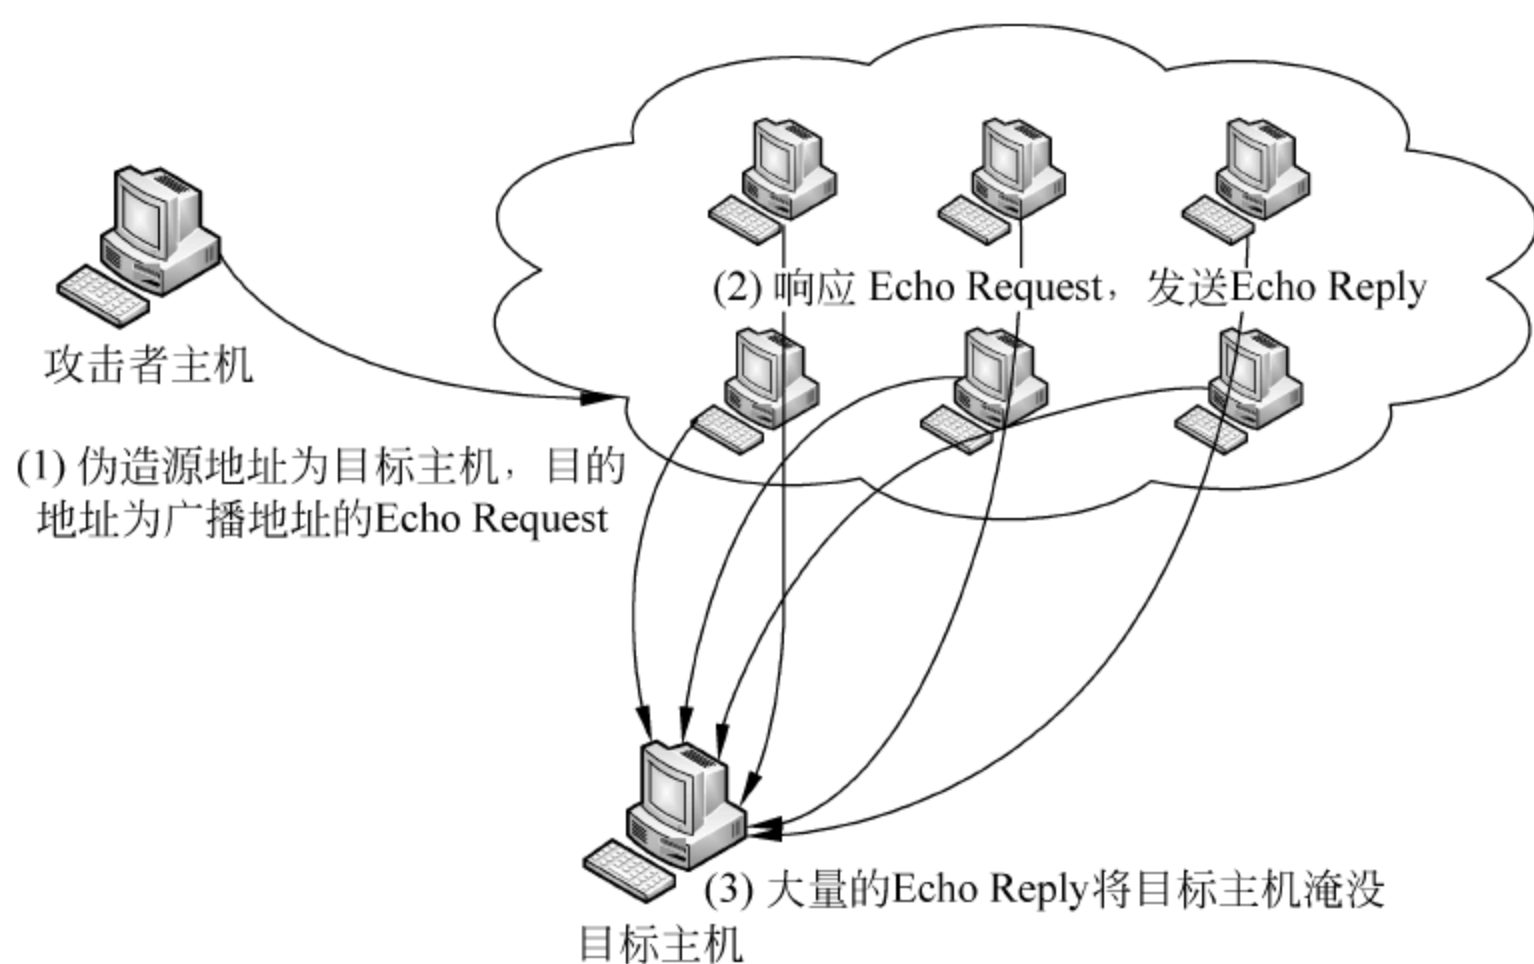 (2) 响应 Echo Request，发送Echo Reply
攻击者主机
(1) 伪造源地址为目标主机，目的
地址为广播地址的Echo Request
(3) 大量的Echo Reply将目标主机淹没
目标主机